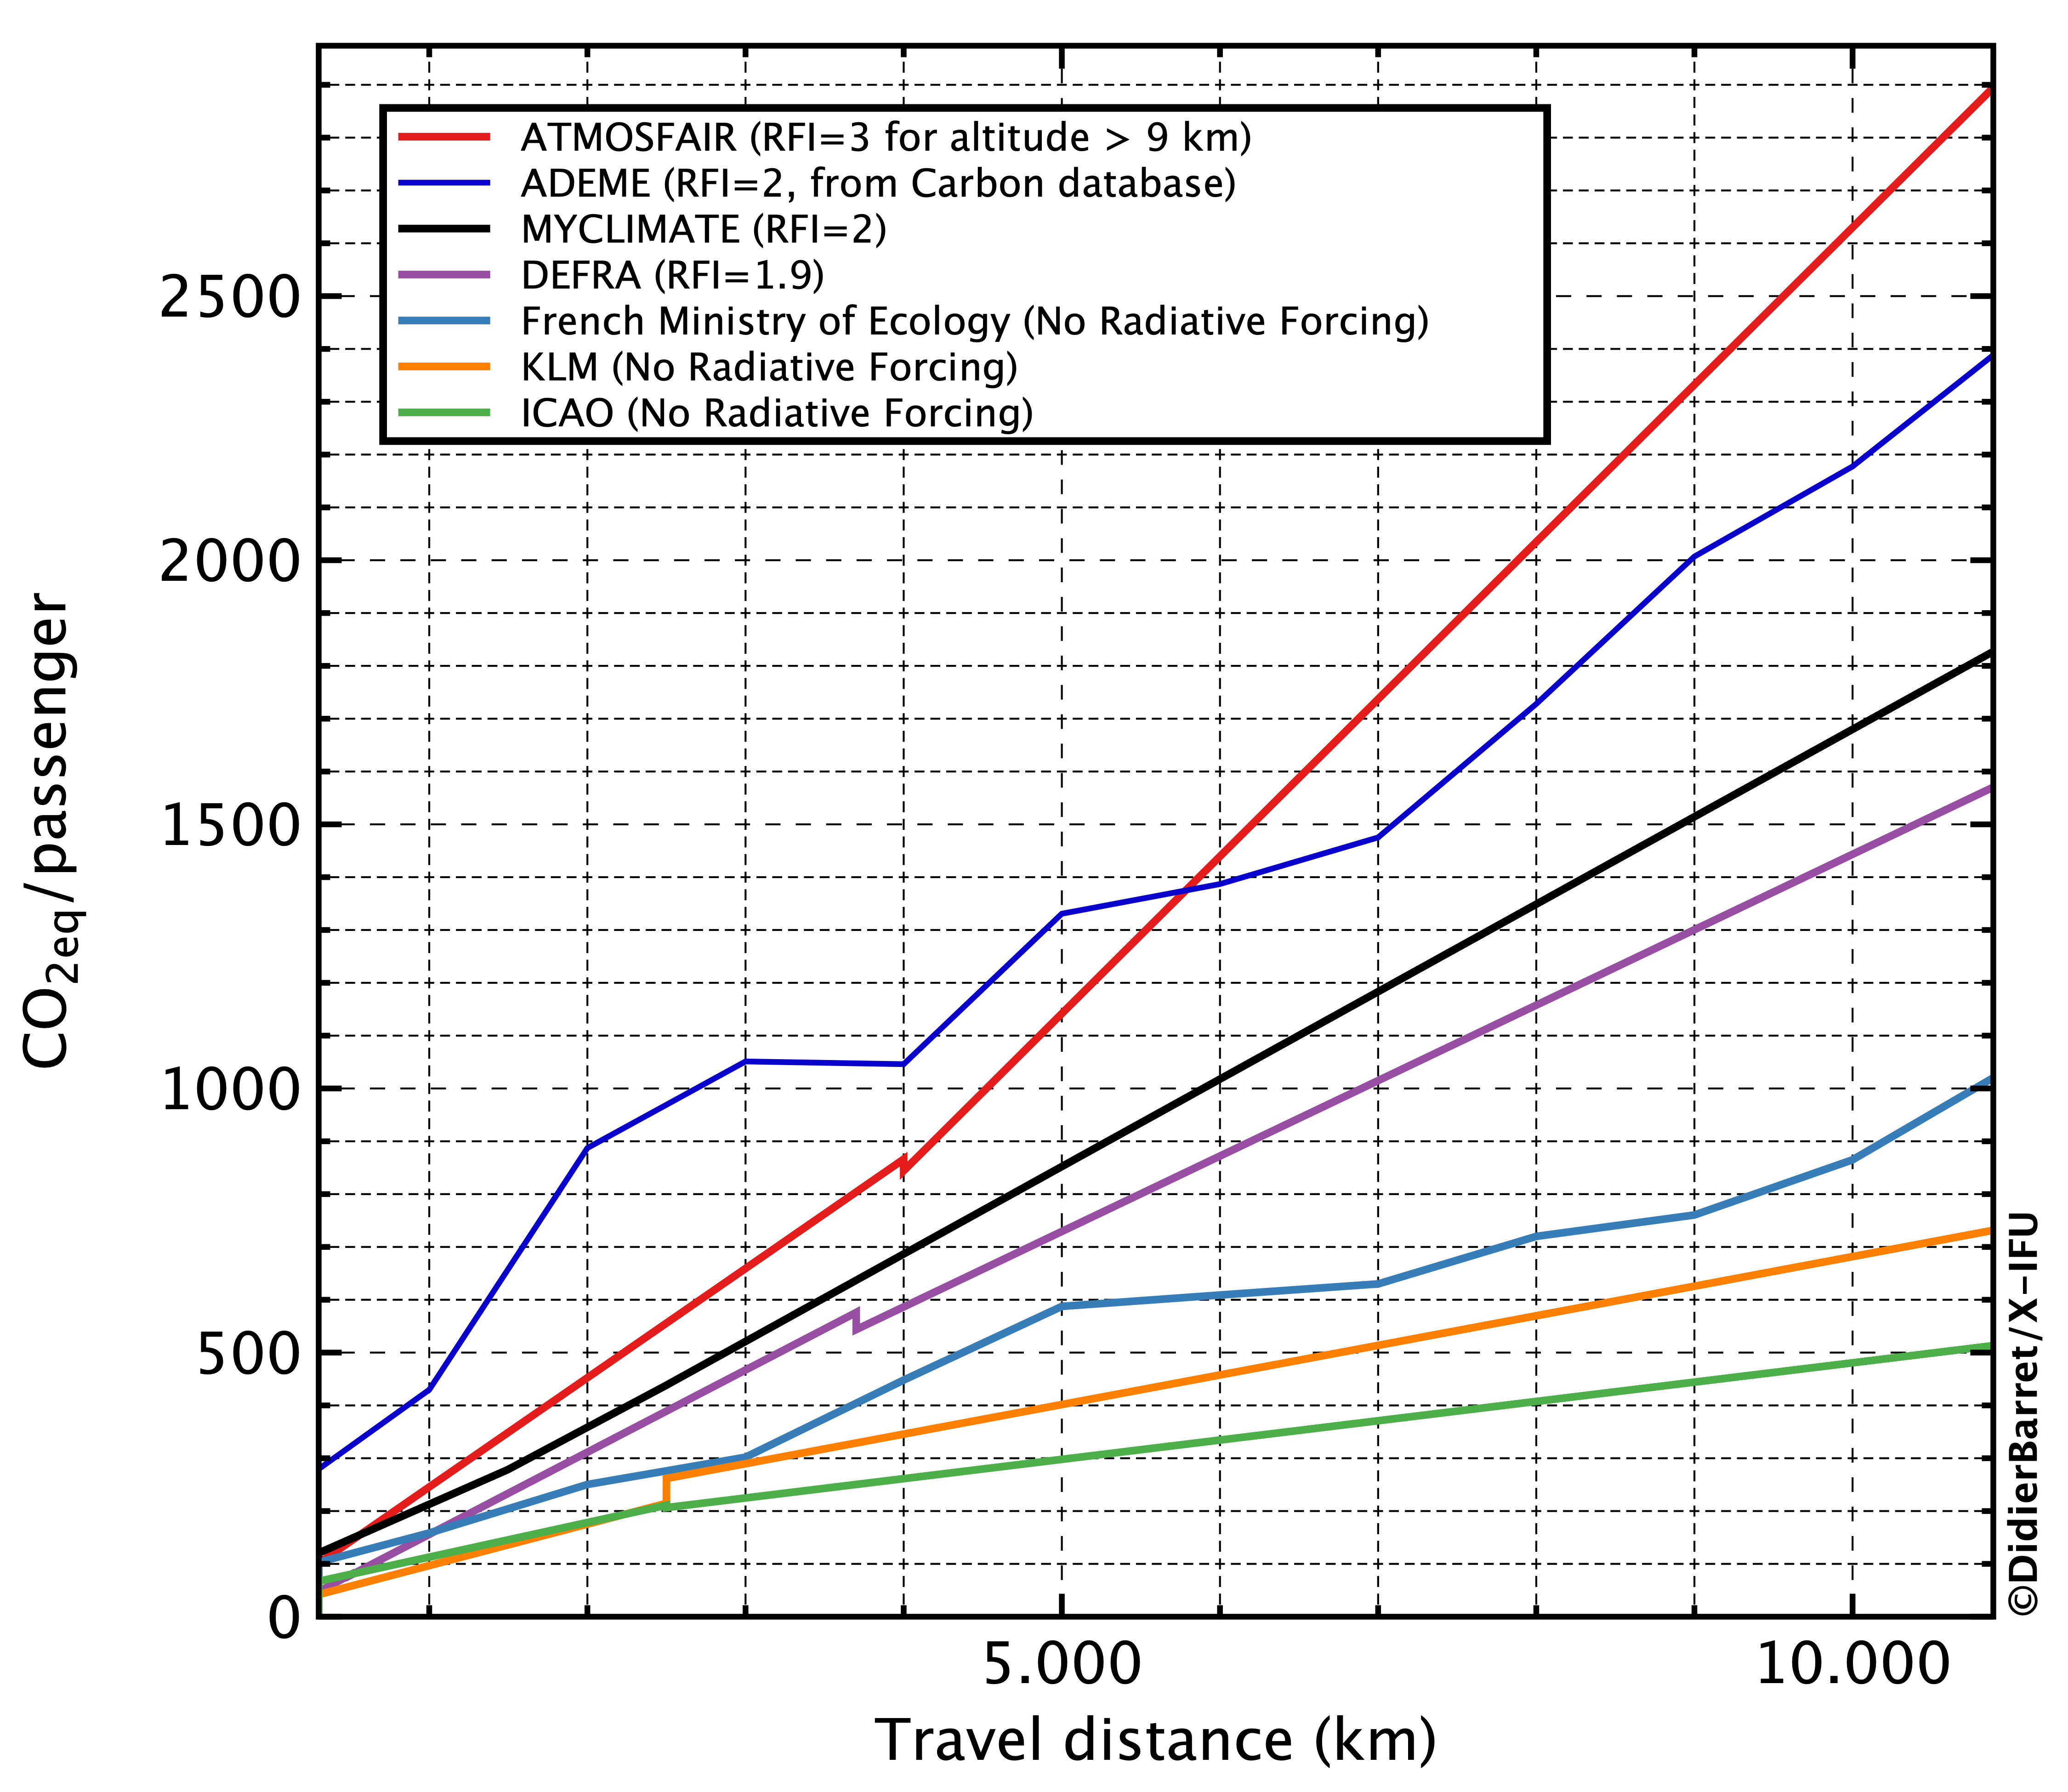 ATMOSFAIR (RFI=3 for altitude > 9 km)
ADEME (RFI=2, from Carbon database)
MYCLIMATE (RFI=2)
DEFRA (RFI=1.9)
French Ministry of Ecology (No Radiative Forcing)
KLM (No Radiative Forcing)
ICAO (No Radiative Forcing)
2500
2000
1500
1000
500
0
CO2eq/passenger
5.000
10.000
Travel distance (km)
©DidierBarret/X-IFU